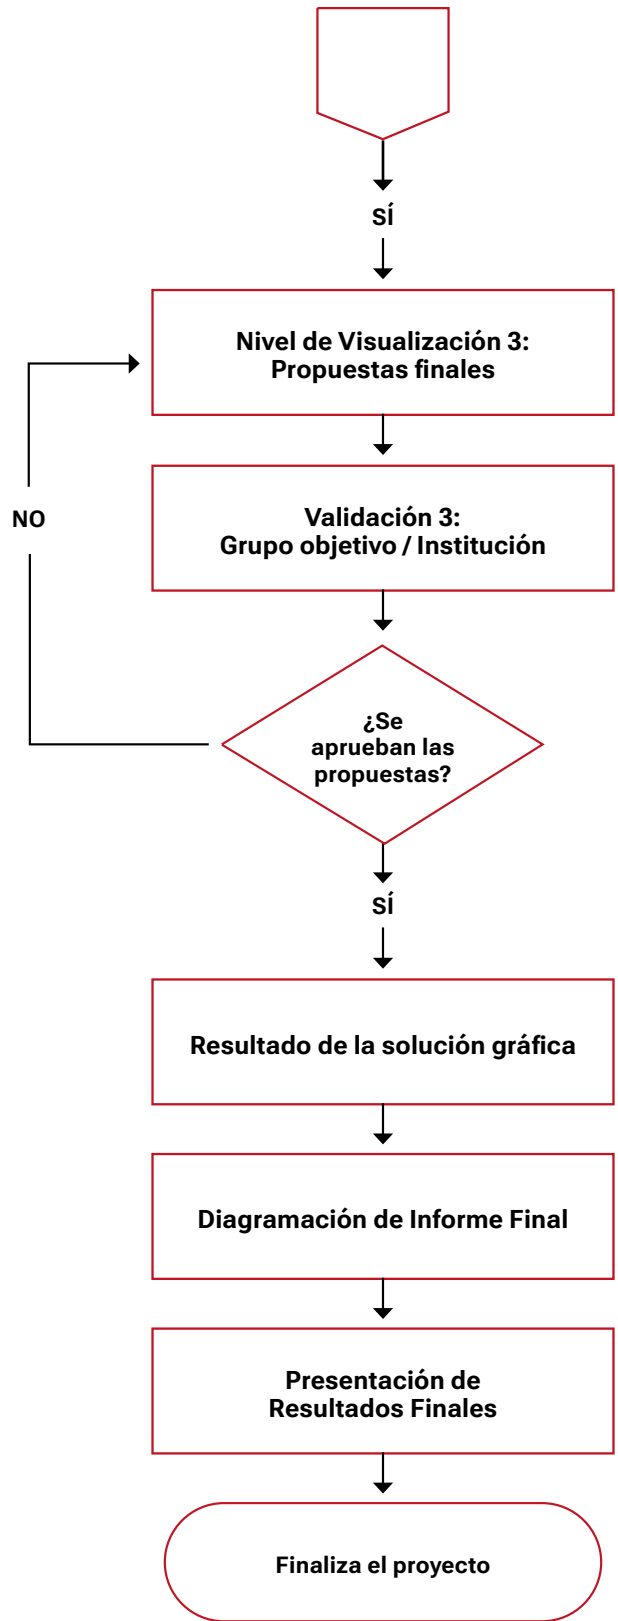 SÍ
Nivel de Visualización 3:
Propuestas finales
NO
Validación 3:
Grupo objetivo / Institución
¿Se
aprueban las
propuestas?
SÍ
Resultado de la solución gráfica
Diagramación de Informe Final
Presentación de
Resultados Finales
Finaliza el proyecto